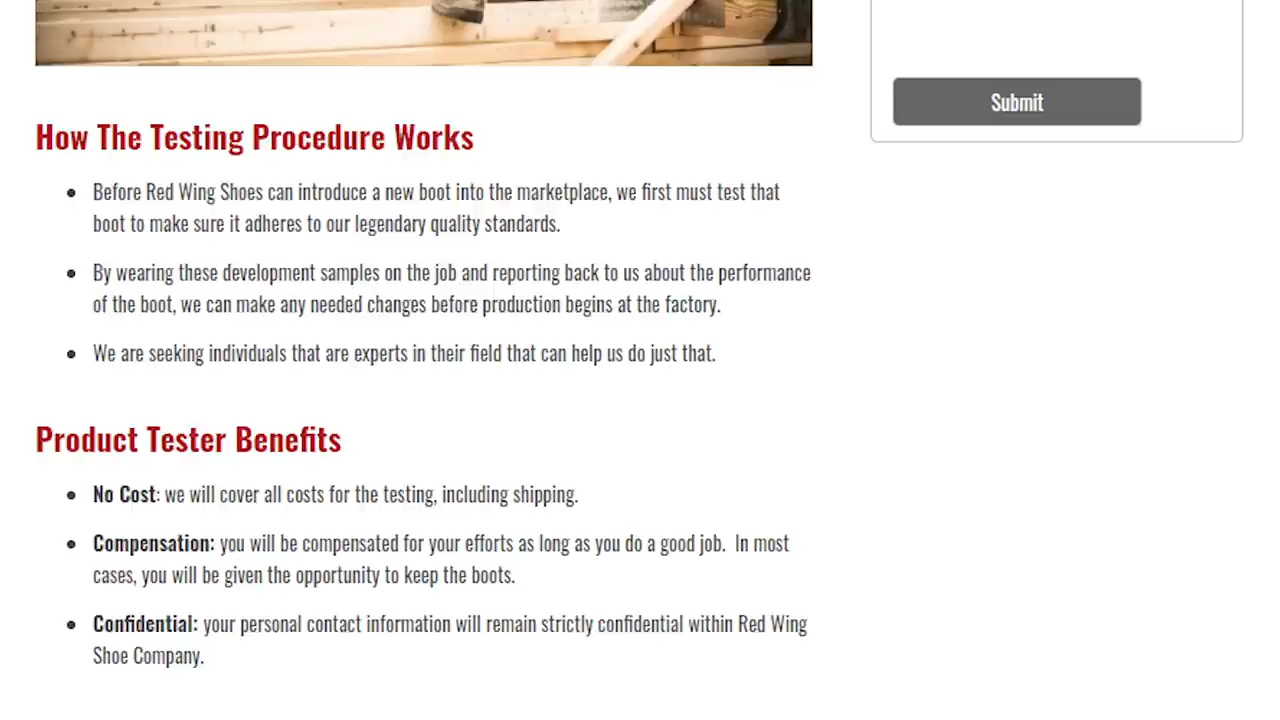 Submit
How The Testing Procedure Works
Before Red Wing Shoes can introduce a new boot into the marketplace, we first must test that
boot to make sure it adheres to our legendary quality standards.
By wearing these development samples on the job and reporting back to us about the performance
of the boot, we can make any needed changes before production begins at the factory.
We are seeking individuals that are experts in their field that can help us do just that.
Product Tester Benefits
No Cost: we will cover all costs for the testing, including shipping.
Compensation: you will be compensated for your efforts as long as you do a good job.  In most
cases, you will be given the opportunity to keep the boots.
Confidential: your personal contact information will remain strictly confidential within Red Wing
Shoe Company.